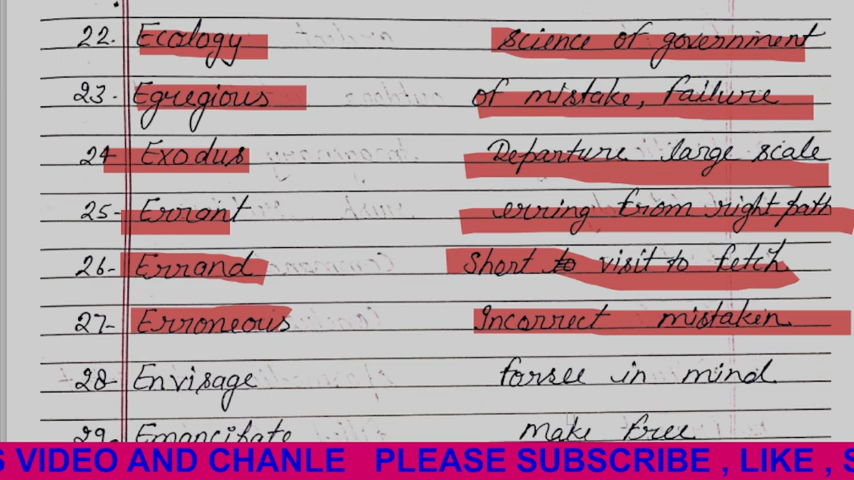 22. Ecology science of government
23. Egregious of mistake, failure
24 Exodus Departure large scale
25- Errant erring from right path
26- Errand Short to visit to fetch
27- Erroneous Incorrect mistaken
28- Envisage forsee in mind
29. Emancipate make free
S VIDEO AND CHANLE PLEASE SUBSCRIBE , LIKE , S